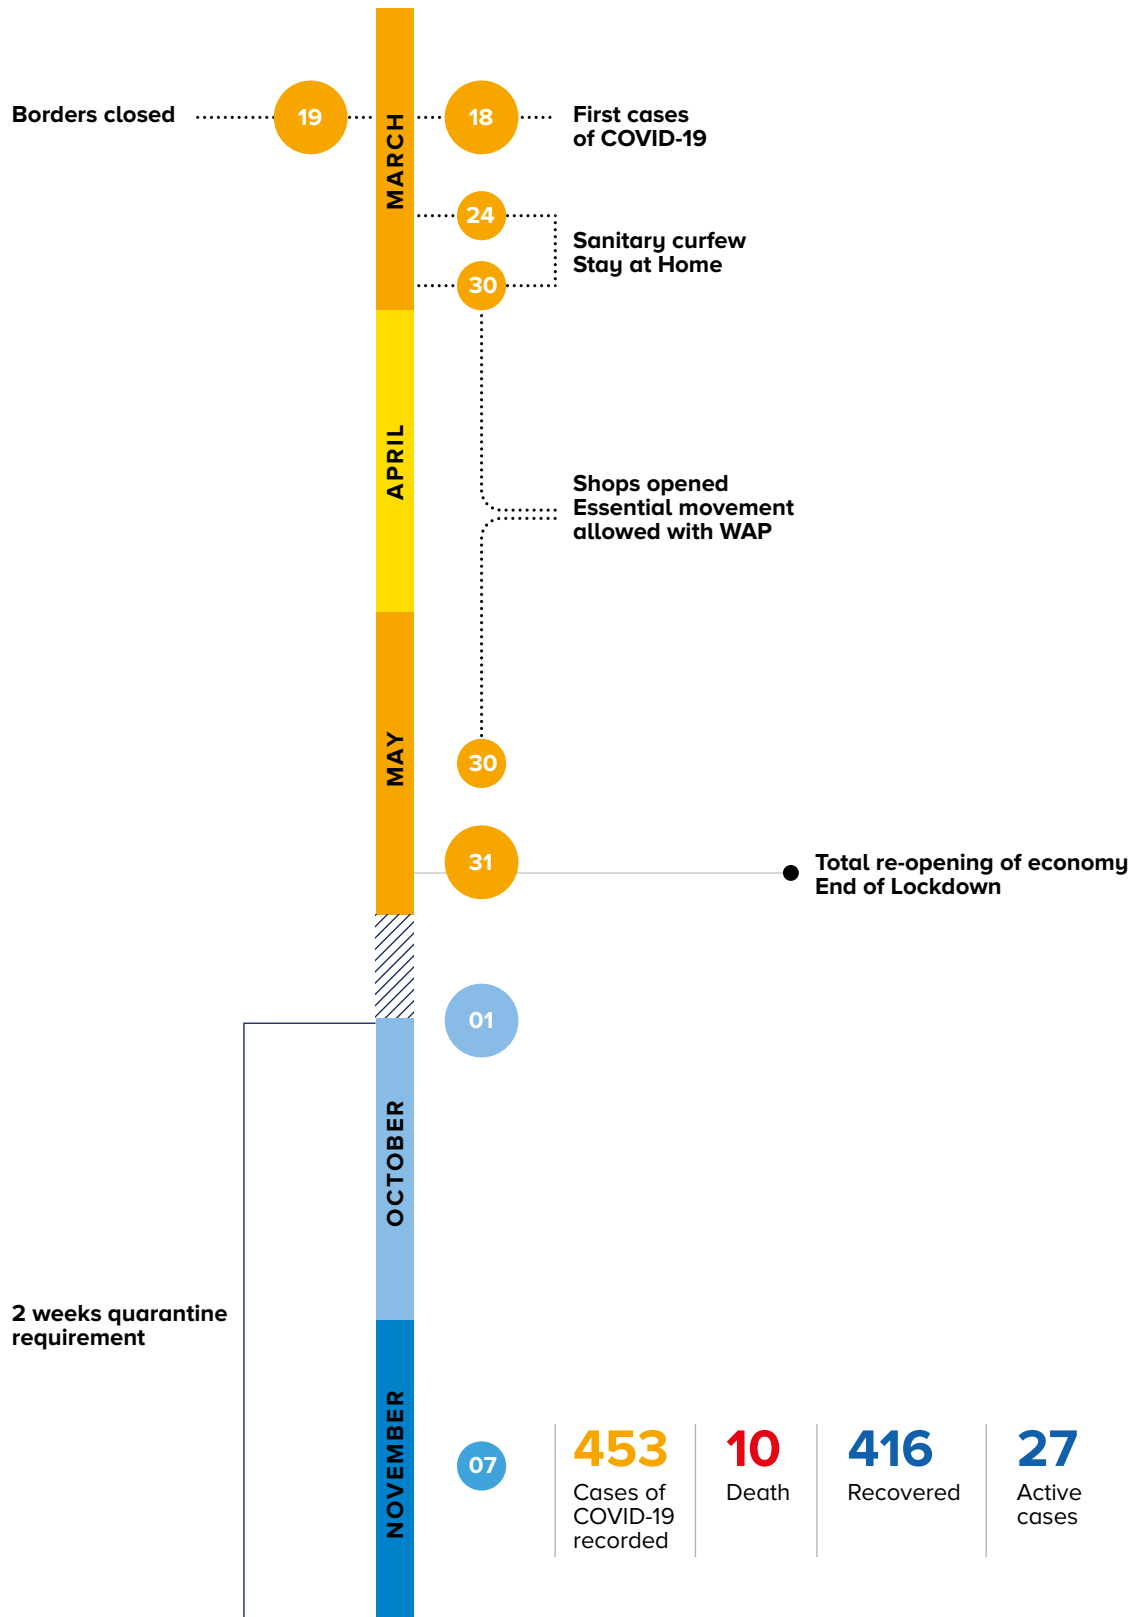 Borders closed
19
MARCH
18
First cases
of COVID-19
24
30
Sanitary curfew
Stay at Home
APRIL
Shops opened
Essential movement
allowed with WAP
MAY
30
31
Total re-opening of economy
End of Lockdown
01
OCTOBER
2 weeks quarantine
requirement
NOVEMBER
07
453
Cases of
COVID-19
recorded
10
Death
416
Recovered
27
Active
cases